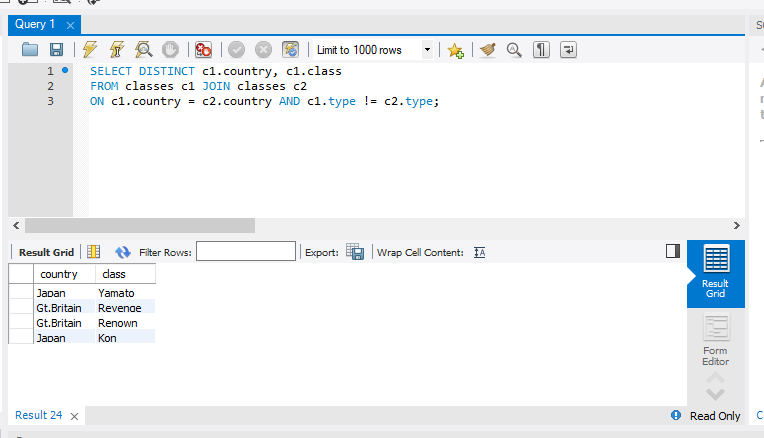 Query 1
Limit to 1000 rows
1 SELECT DISTINCT c1.country, c1.class
2 FROM classes c1 JOIN classes c2
3 ON c1.country = c2.country AND c1.type != c2.type;
Result Grid Filter Rows: Export: Wrap Cell Content:
country class
Japan Yamato
Gt.Britain Revenge
Gt.Britain Renown
Japan Kon
Result
Grid
Form
Editor
Result 24
Read Only